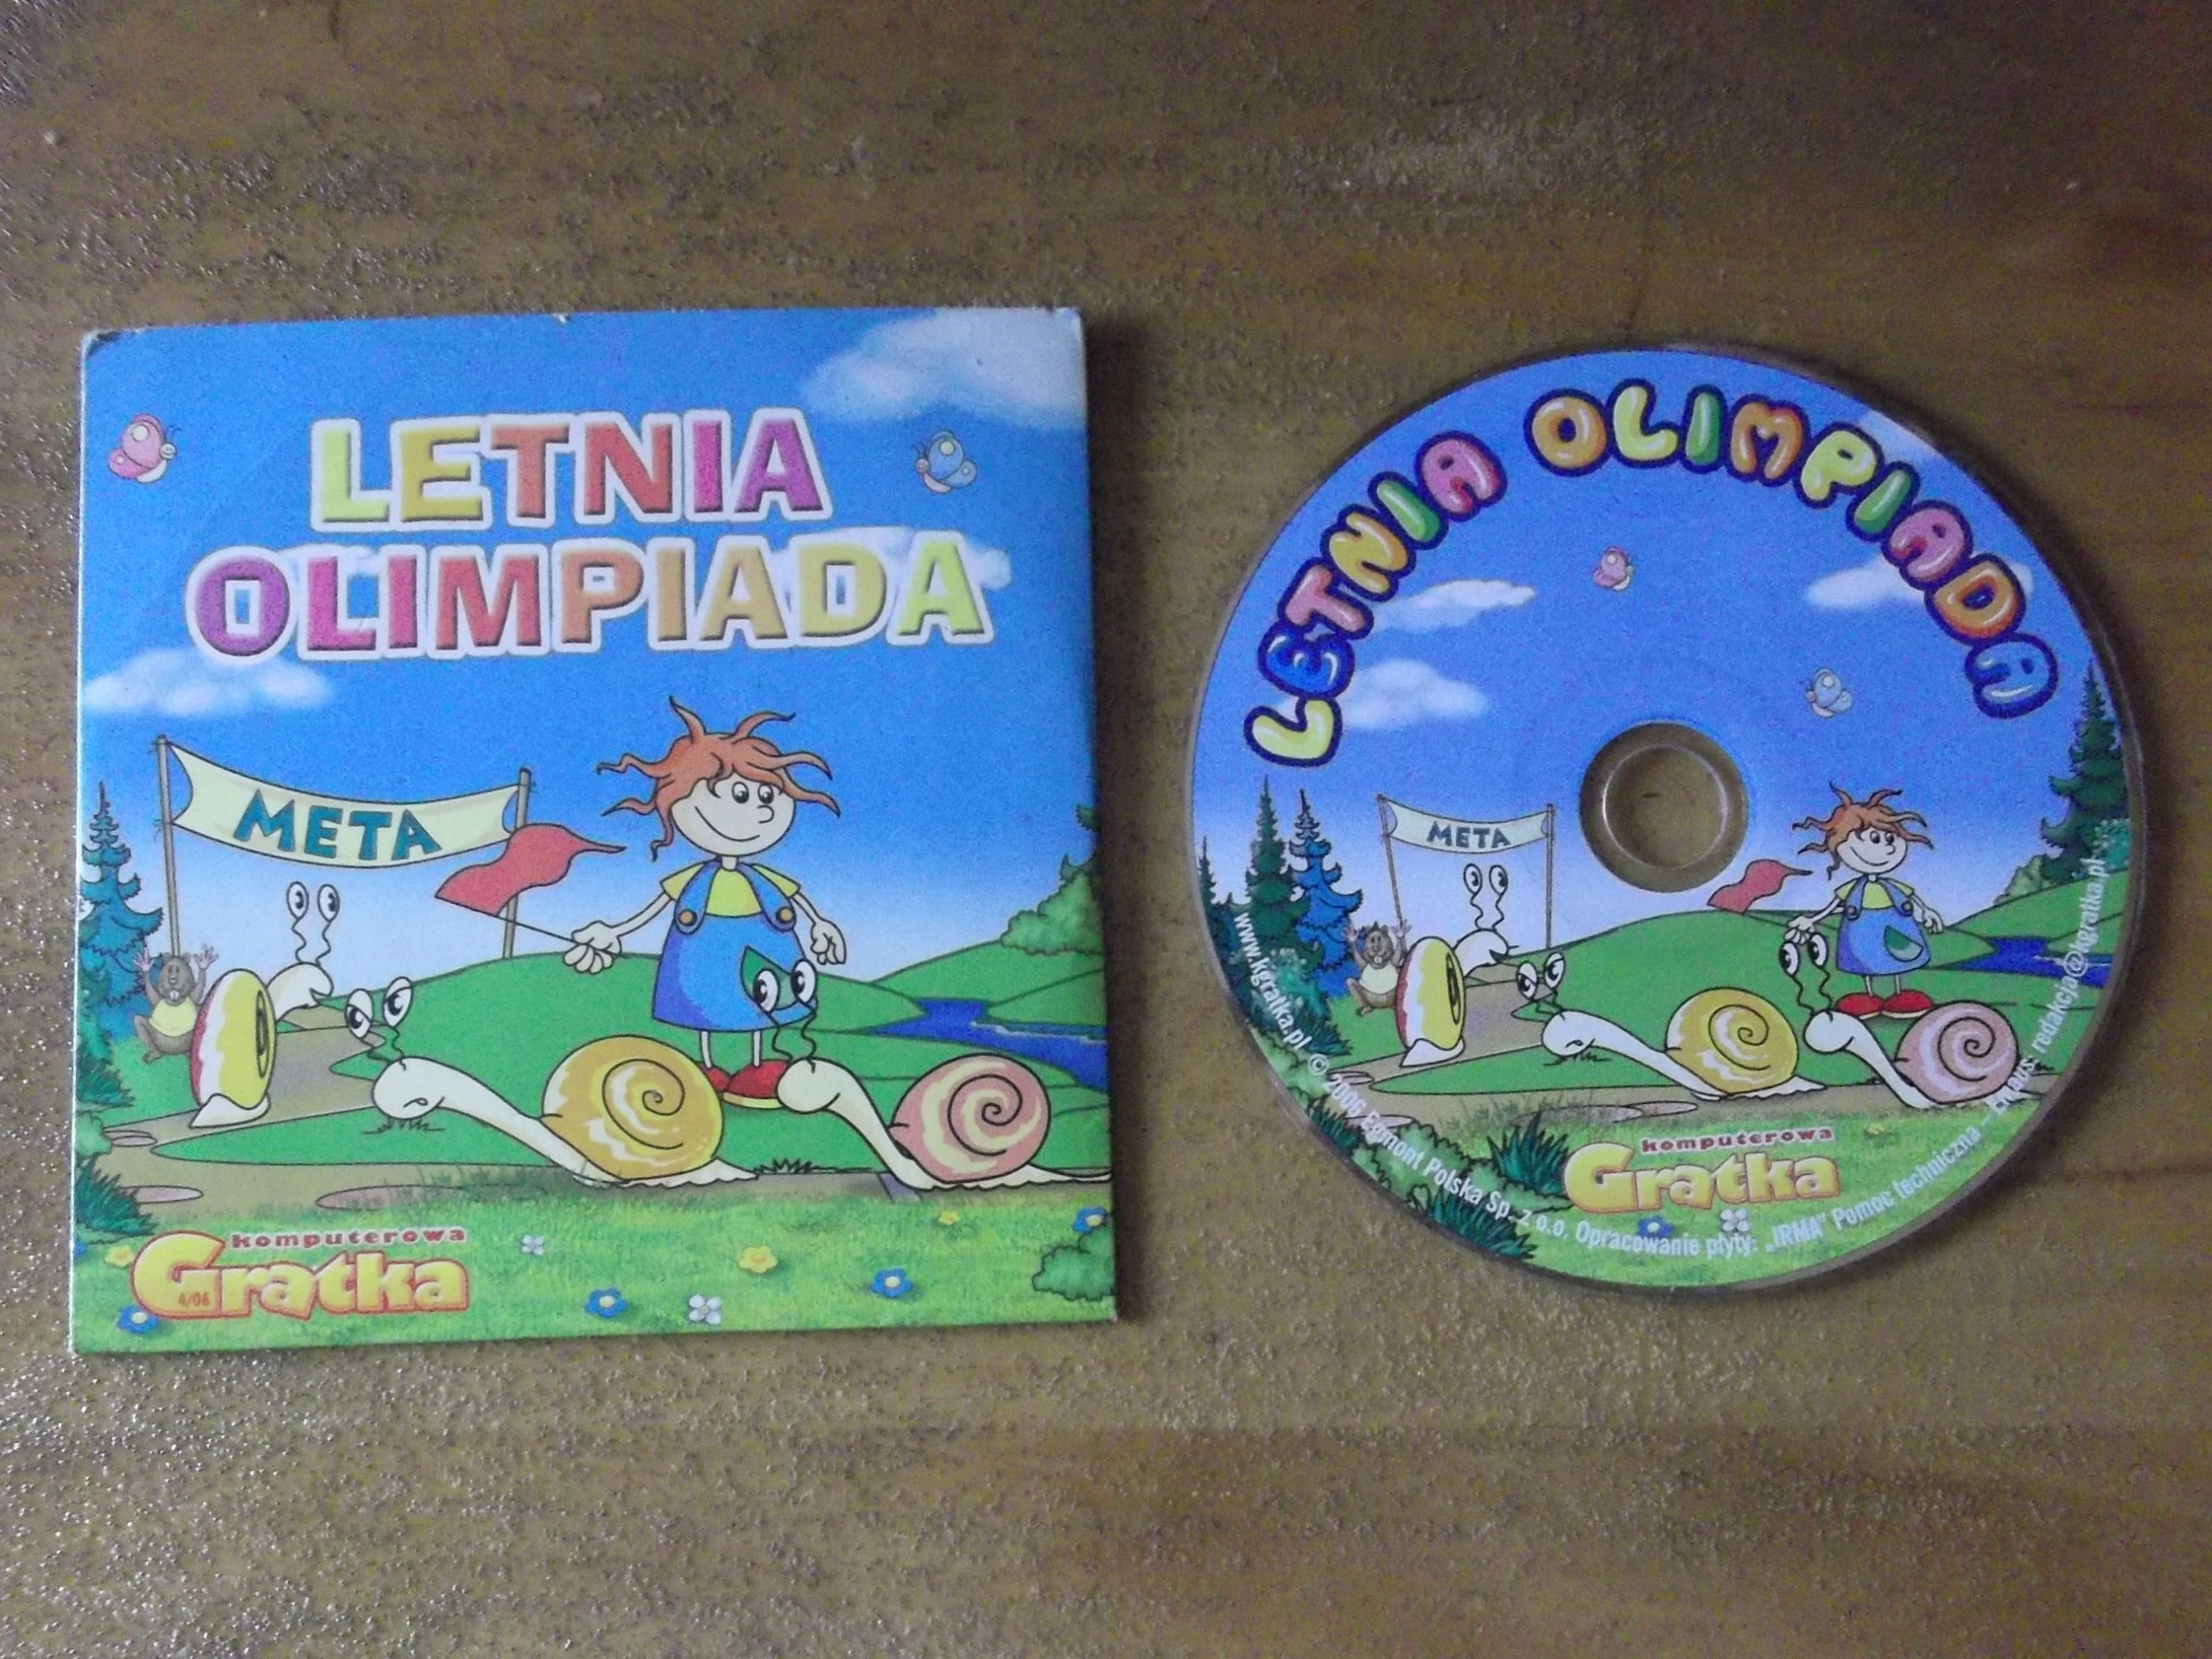 LETNIA
OLIMPIADA
META
komputerowa
Gratka
4/06
LETNIA OLIMPIADA
META
komputerowa
Gratka
www.kgratka.pl © 2006 Egmont Polska Sp. z o.o. Opracowanie płyty: „IRMA” Pomoc techniczna – redakcja@kgratka.pl